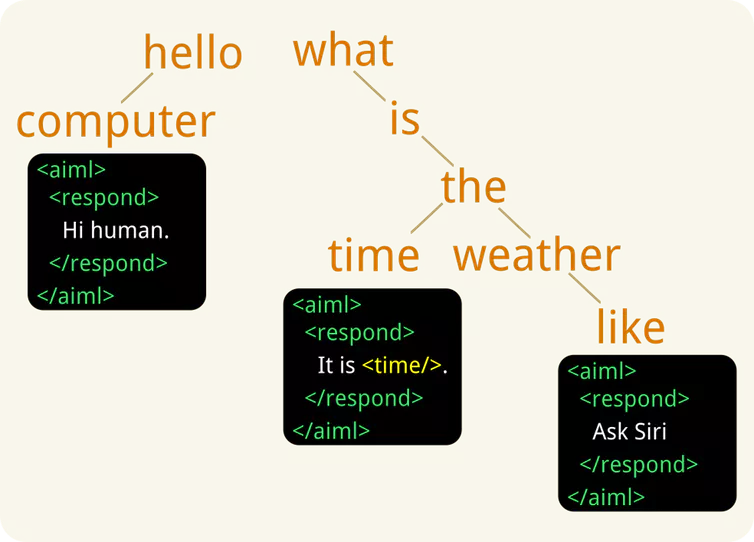 hello what
computer
is
the
time weather
like
<aiml>
<respond>
Hi human.
</respond>
</aiml>
<aiml>
<respond>
It is <time/>.
</respond>
</aiml>
<aiml>
<respond>
Ask Siri
</respond>
</aiml>